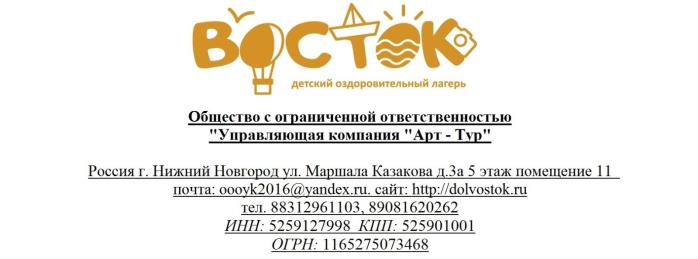 ВОСТОК
детский оздоровительный лагерь
Общество с ограниченной ответственностью
"Управляющая компания "Арт - Тур"
Россия г. Нижний Новгород ул. Маршала Казакова д.3а 5 этаж помещение 11
почта: oooyk2016@yandex.ru. сайт: http://dolvostok.ru
тел. 88312961103, 89081620262
ИНН: 5259127998 КПП: 525901001
ОГРН: 1165275073468